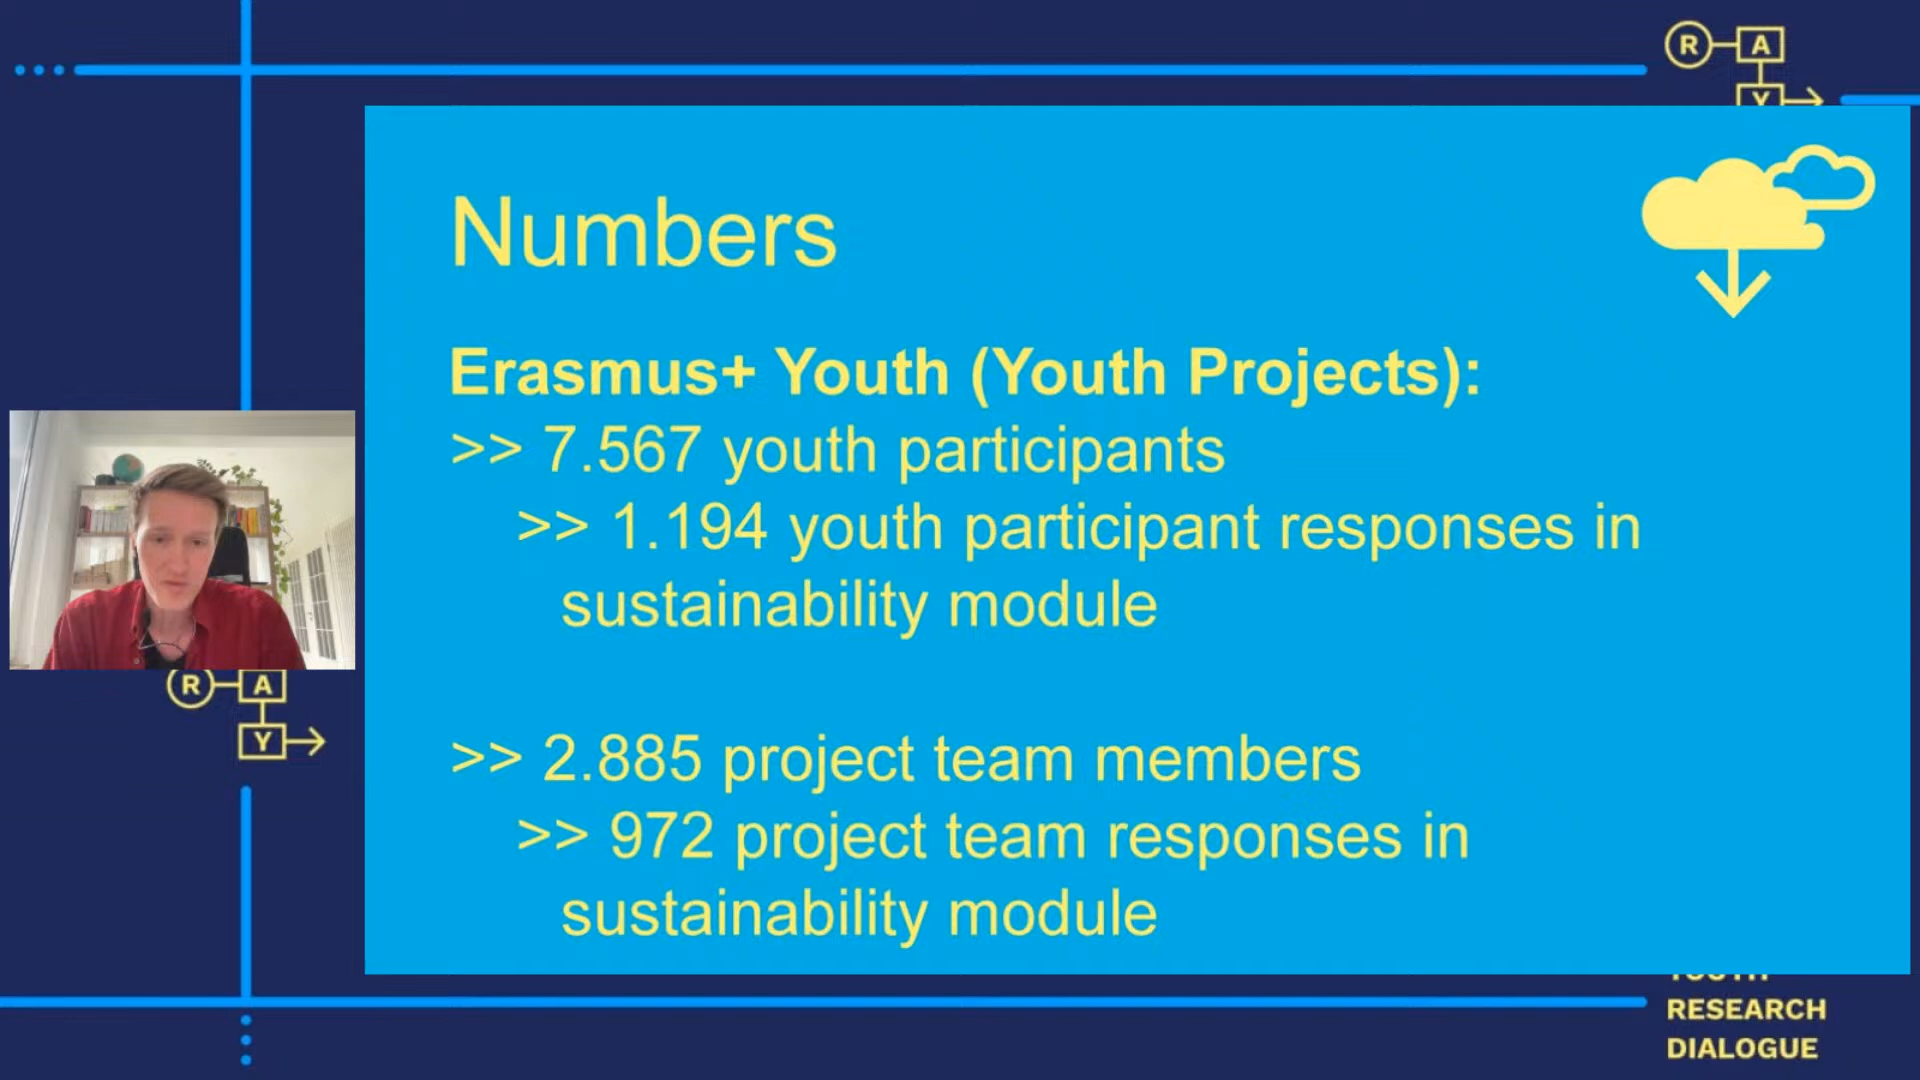 R A
Y
Numbers
Erasmus+ Youth (Youth Projects):
>> 7.567 youth participants
>> 1.194 youth participant responses in
sustainability module
>> 2.885 project team members
>> 972 project team responses in
sustainability module
R A
Y
YOUTH
RESEARCH
DIALOGUE